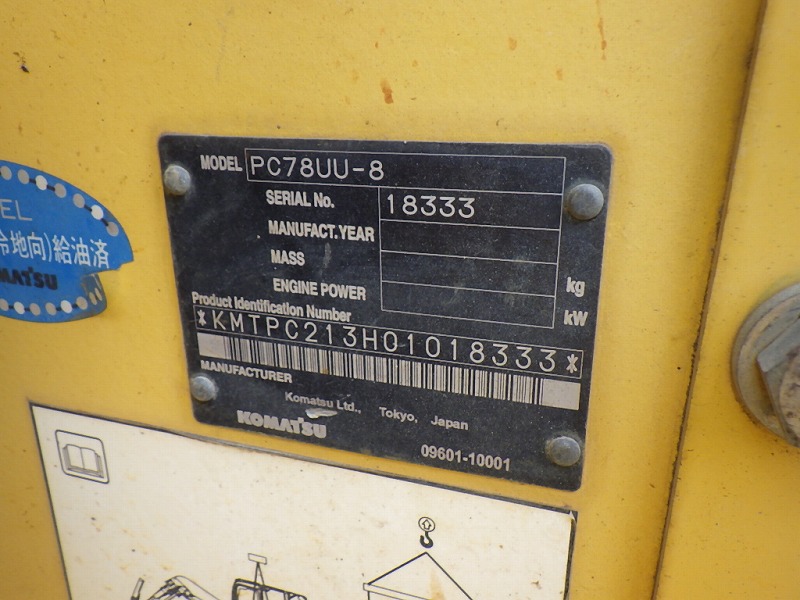 MODEL PC78UU-8
SERIAL No. 18333
MANUFACT. YEAR
MASS kg
ENGINE POWER kW
Product Identification Number
*KMTPC213H01018333*
MANUFACTURER
Komatsu Ltd., Tokyo, Japan
KOMATSU
09601-10001
給油済